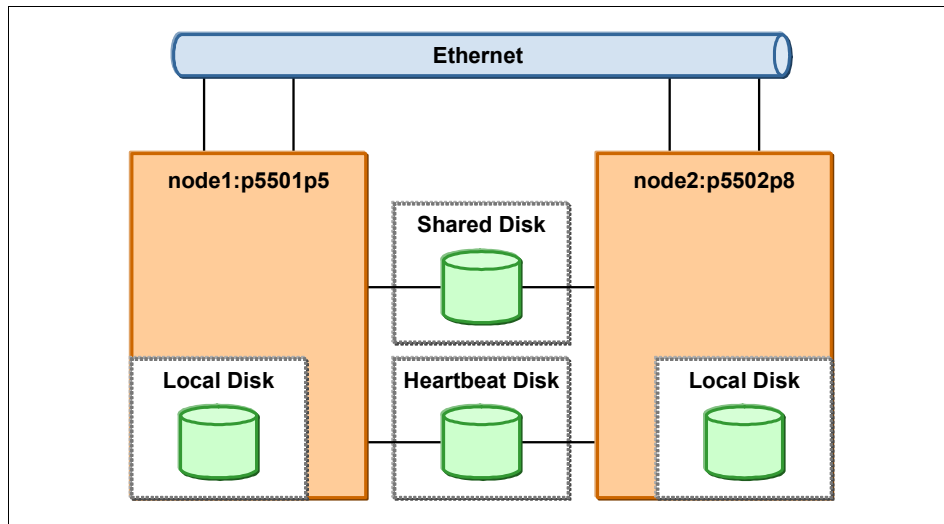 Ethernet
node1:p5501p5
node2:p5502p8
Shared Disk
Local Disk
Heartbeat Disk
Local Disk